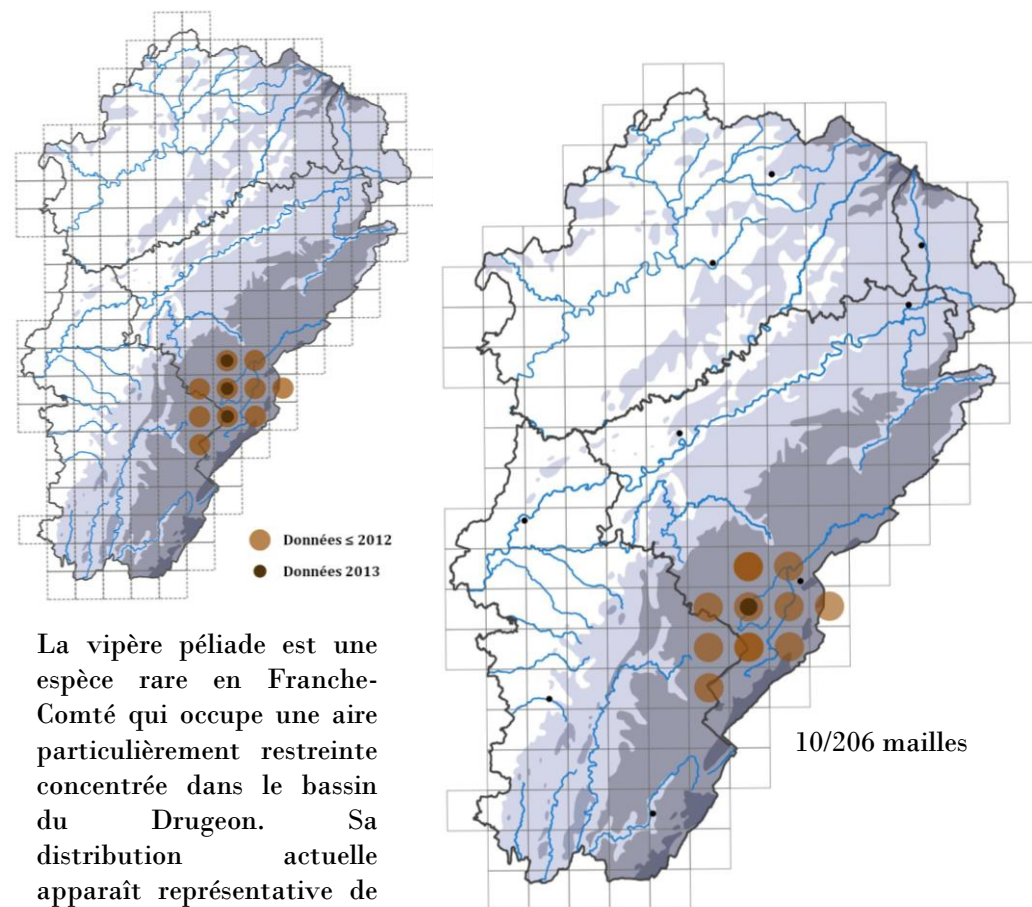 Données ≤ 2012
Données 2013
La vipère péliade est une
espèce rare en Franche-
Comté qui occupe une aire
particulièrement restreinte
concentrée dans le bassin
du Drugeon. Sa
distribution actuelle
apparaît représentative de
10/206 mailles